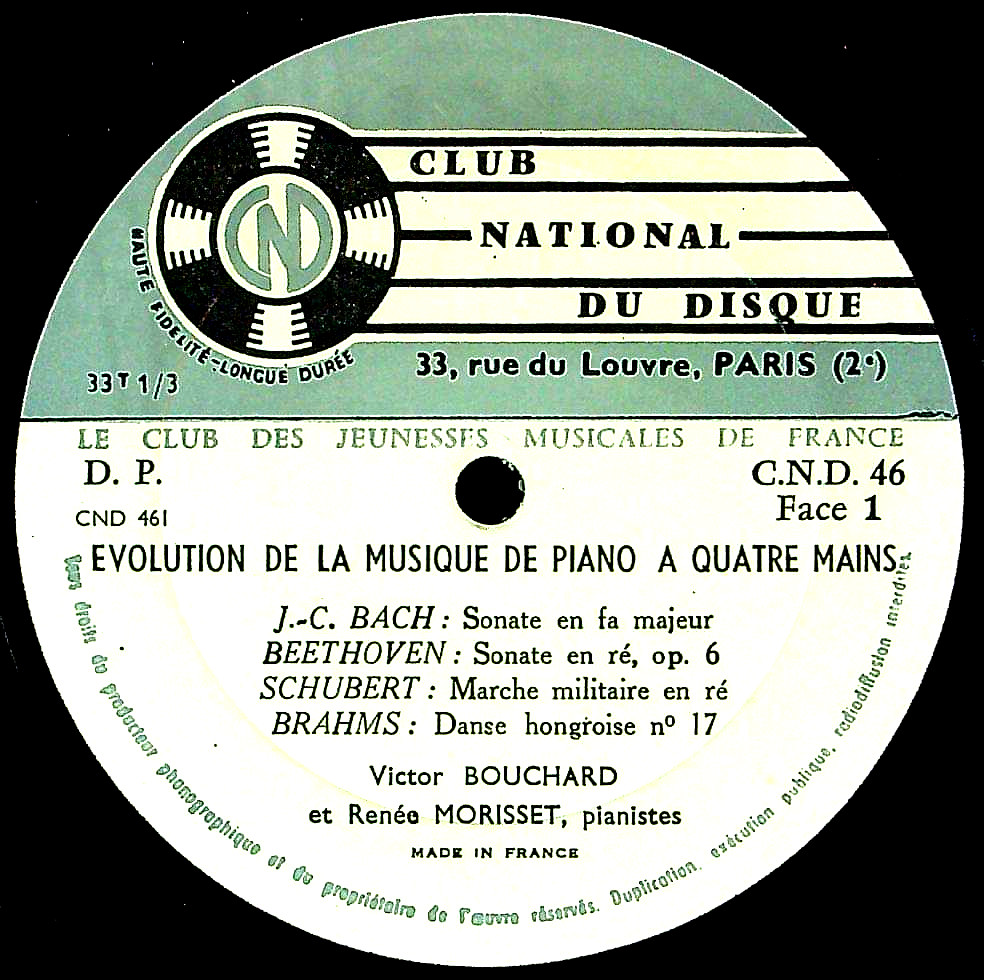 CLUB
NATIONAL
DU DISQUE
CND
HAUTE FIDELITÉ-LONGUE DURÉE
33, rue du Louvre, PARIS (2e)
33T 1/3
LE CLUB DES JEUNESSES MUSICALES DE FRANCE
D. P.
C.N.D. 46
CND 461
Face 1
EVOLUTION DE LA MUSIQUE DE PIANO A QUATRE MAINS
J.-C. BACH : Sonate en fa majeur
BEETHOVEN : Sonate en ré, op. 6
SCHUBERT : Marche militaire en ré
BRAHMS : Danse hongroise nº 17
Victor BOUCHARD
et Renée MORISSET, pianistes
MADE IN FRANCE
Tous droits du producteur phonographique et du propriétaire de l'œuvre réservés. Duplication, exécution publique, radiodiffusion interdites.